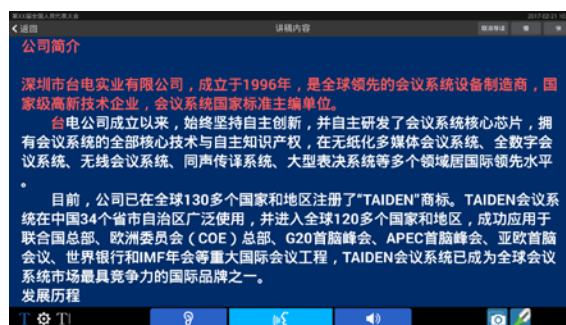 第XX届全国人民代表大会
2017-02-21 10
返回
讲稿内容
取消导读
慢
快
公司简介
深圳市台电实业有限公司，成立于1996年，是全球领先的会议系统设备制造商，国
家级高新技术企业，会议系统国家标准主编单位。
台电公司成立以来，始终坚持自主创新，并自主研发了会议系统核心芯片，拥
有会议系统的全部核心技术与自主知识产权，在无纸化多媒体会议系统、全数字会
议系统、无线会议系统、同声传译系统、大型表决系统等多个领域居国际领先水平
。
目前，公司已在全球130多个国家和地区注册了“TAIDEN”商标。TAIDEN会议系
统在中国34个省市自治区广泛使用，并进入全球120多个国家和地区，成功应用于
联合国总部、欧洲委员会（COE）总部、G20首脑峰会、APEC首脑峰会、亚欧首脑
会议、世界银行和IMF年会等重大国际会议工程，TAIDEN会议系统已成为全球会议
系统市场最具竞争力的国际品牌之一。
发展历程